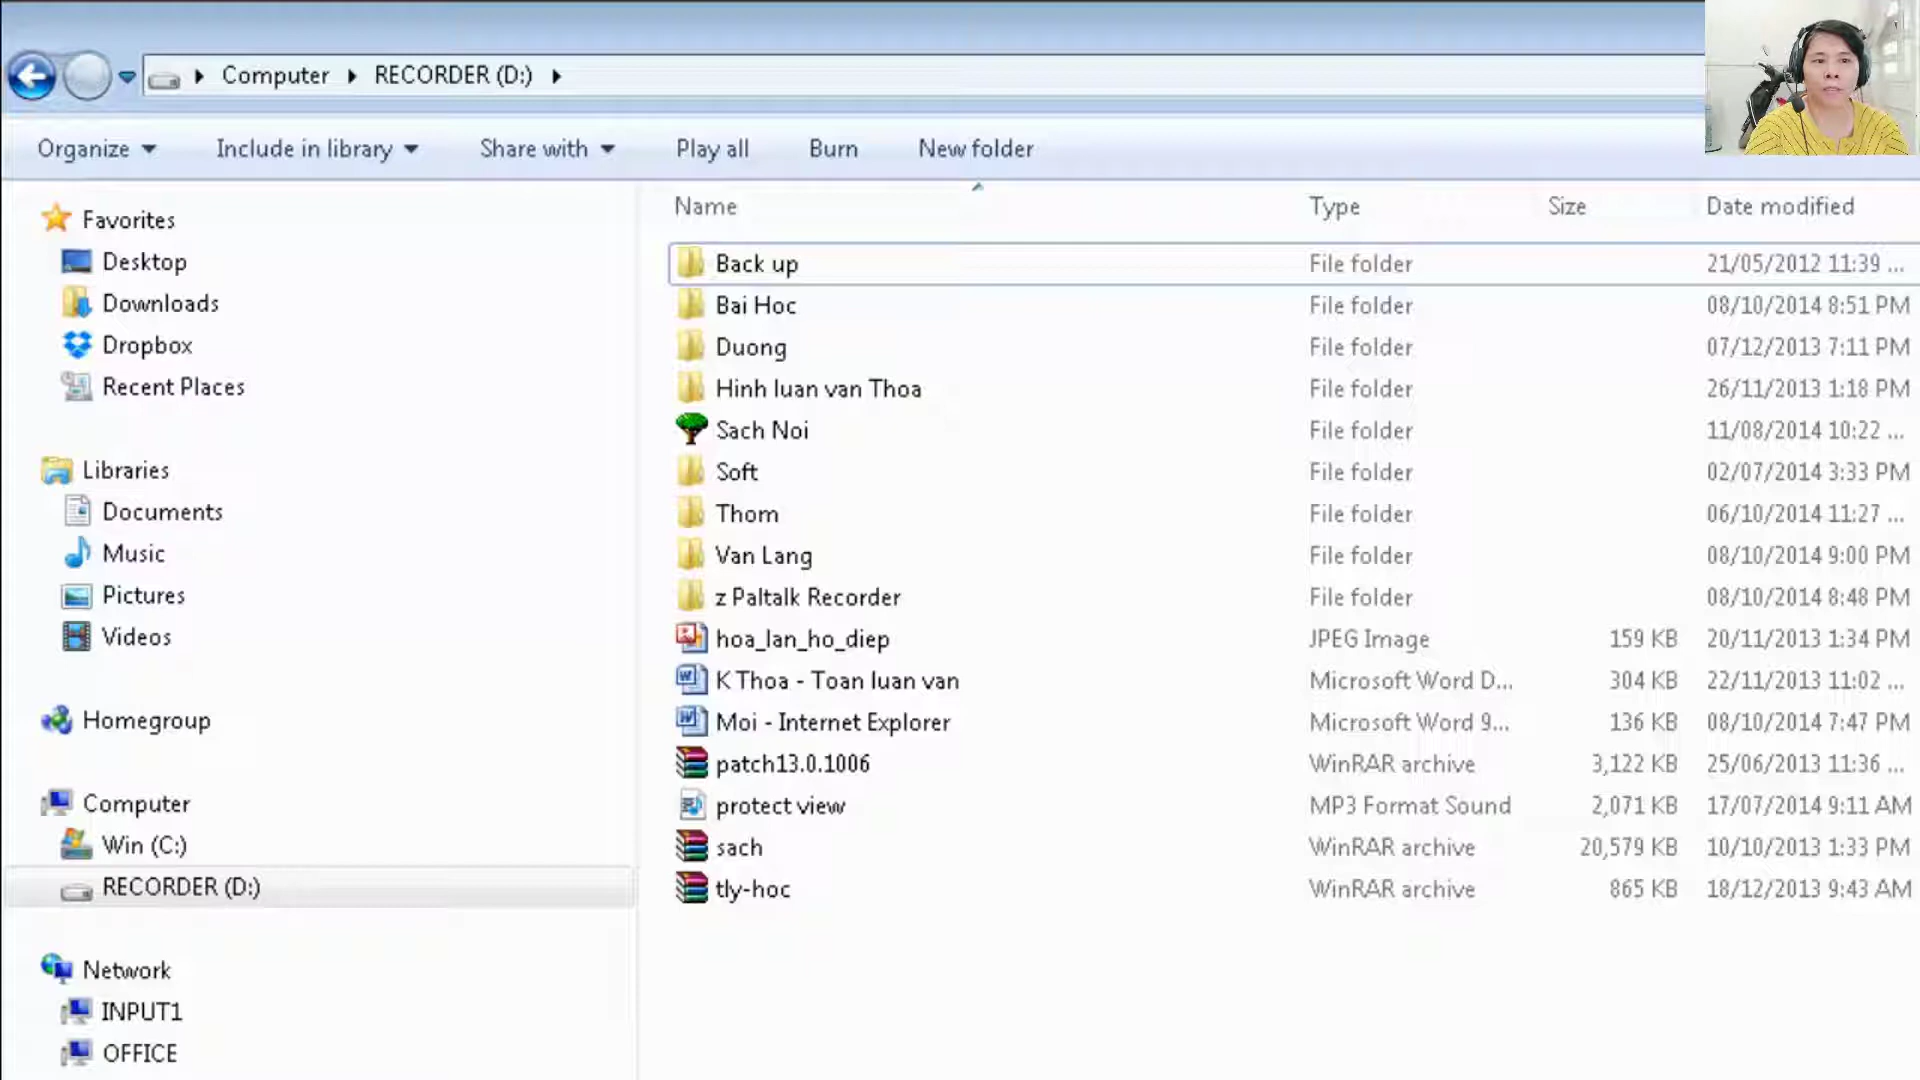 Computer RECORDER (D:)
Organize Include in library Share with Play all Burn New folder
Favorites
Desktop
Downloads
Dropbox
Recent Places
Libraries
Documents
Music
Pictures
Videos
Homegroup
Computer
Win (C:)
RECORDER (D:)
Network
INPUT1
OFFICE
Name Type Size Date modified
Back up File folder 21/05/2012 11:39 ...
Bai Hoc File folder 08/10/2014 8:51 PM
Duong File folder 07/12/2013 7:11 PM
Hinh luan van Thoa File folder 26/11/2013 1:18 PM
Sach Noi File folder 11/08/2014 10:22 ...
Soft File folder 02/07/2014 3:33 PM
Thom File folder 06/10/2014 11:27 ...
Van Lang File folder 08/10/2014 9:00 PM
z Paltalk Recorder File folder 08/10/2014 8:48 PM
hoa_lan_ho_diep JPEG Image 159 KB 20/11/2013 1:34 PM
K Thoa - Toan luan van Microsoft Word D... 304 KB 22/11/2013 11:02 ...
Moi - Internet Explorer Microsoft Word 9... 136 KB 08/10/2014 7:47 PM
patch13.0.1006 WinRAR archive 3,122 KB 25/06/2013 11:36 ...
protect view MP3 Format Sound 2,071 KB 17/07/2014 9:11 AM
sach WinRAR archive 20,579 KB 10/10/2013 1:33 PM
tly-hoc WinRAR archive 865 KB 18/12/2013 9:43 AM